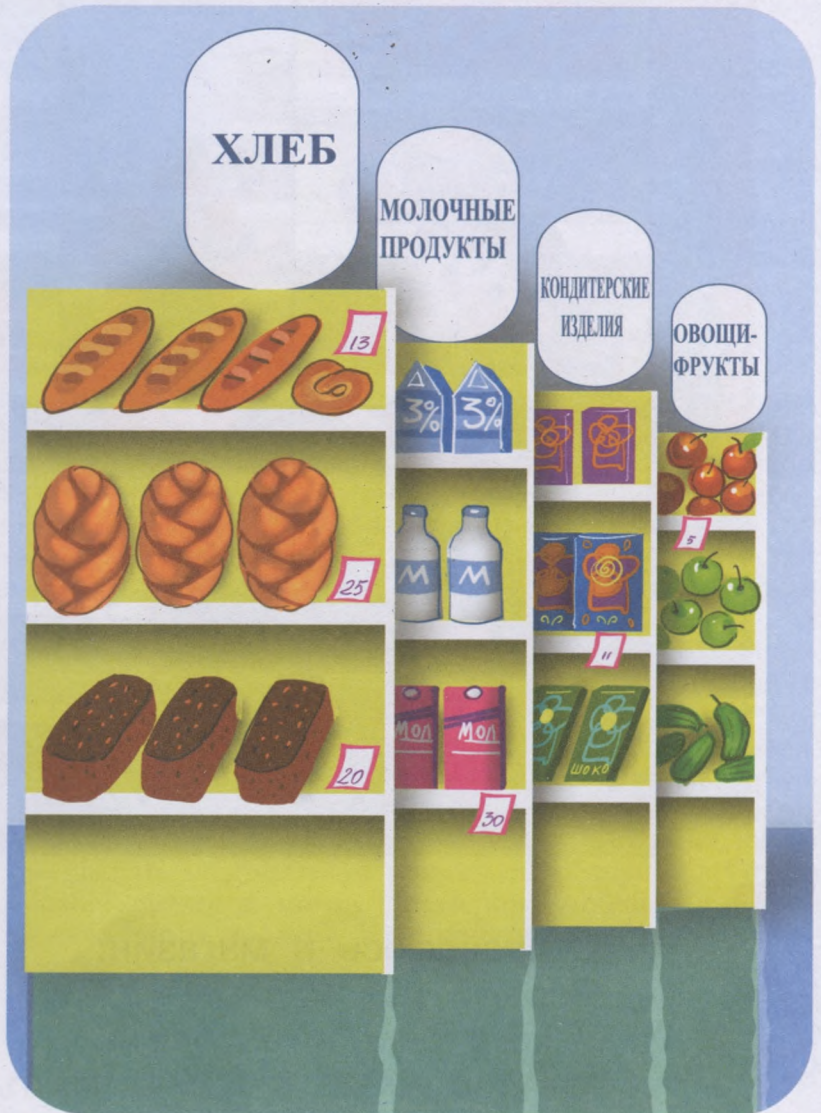 ХЛЕБ
МОЛОЧНЫЕ
ПРОДУКТЫ
КОНДИТЕРСКИЕ
ИЗДЕЛИЯ
ОВОЩИ-
ФРУКТЫ
13
25
20
3% 3%
М М
МОЛ МОЛ
30
11
ШОКО
5